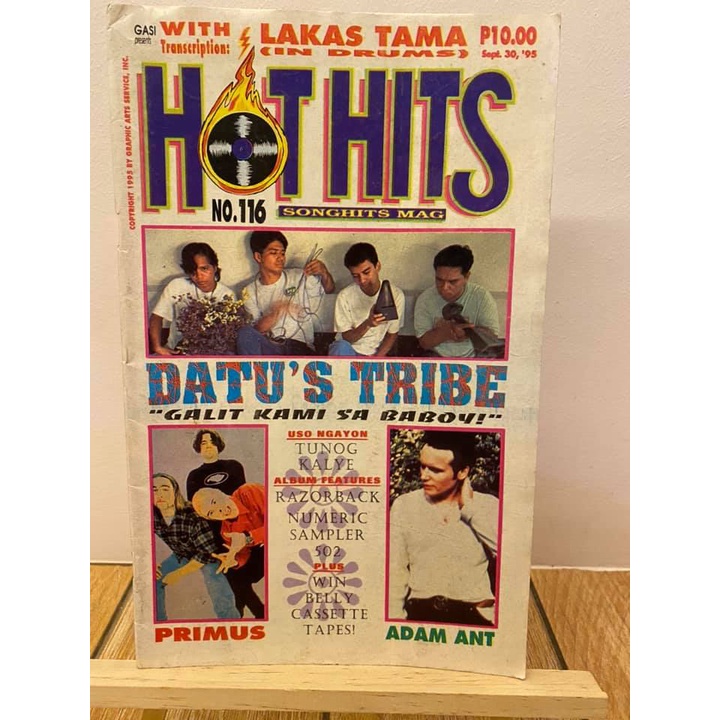 GASI
presents
WITH
Transcription:
LAKAS TAMA
(IN DRUMS)
P10.00
Sept. 30, '95
COPYRIGHT 1995 BY GRAPHIC ARTS SERVICE, INC.
HOT HITS
NO.116
SONGHITS MAG
DATU'S TRIBE
"GALIT KAMI SA BABOY!"
USO NGAYON
TUNOG
KALYE
ALBUM FEATURES
RAZORBACK
NUMERIC
SAMPLER
502
PLUS
WIN
BELLY
CASSETTE
TAPES!
PRIMUS
ADAM ANT